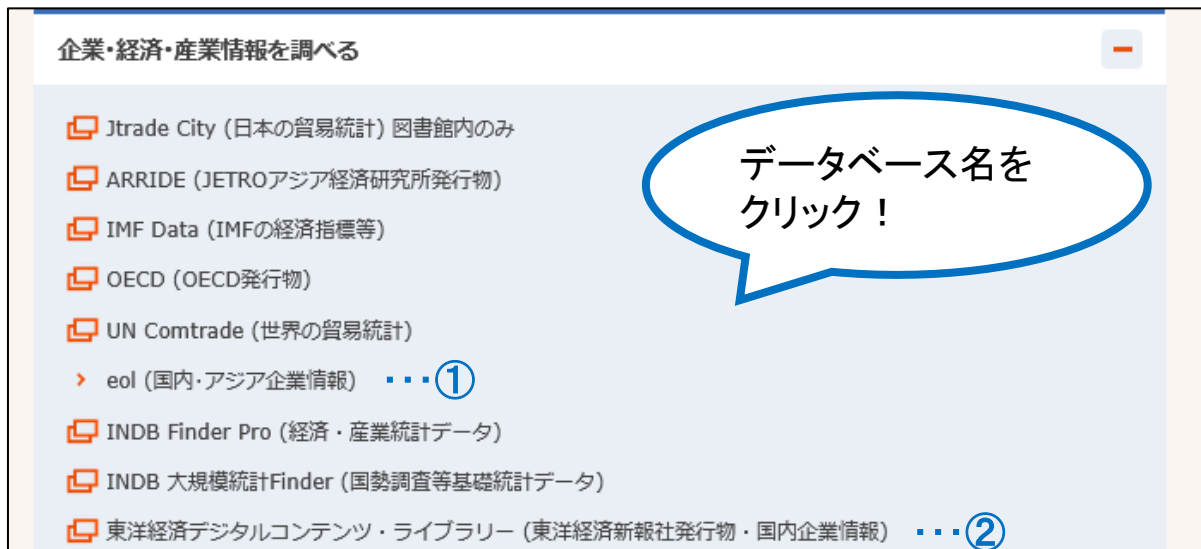 企業・経済・産業情報を調べる
Jtrade City (日本の貿易統計) 図書館内のみ
ARRIDE (JETROアジア経済研究所発行物)
IMF Data (IMFの経済指標等)
OECD (OECD発行物)
UN Comtrade (世界の貿易統計)
eol (国内・アジア企業情報) ・・・①
INDB Finder Pro (経済・産業統計データ)
INDB 大規模統計Finder (国勢調査等基礎統計データ)
東洋経済デジタルコンテンツ・ライブラリー (東洋経済新報社発行物・国内企業情報) ・・・②
データベース名を
クリック！